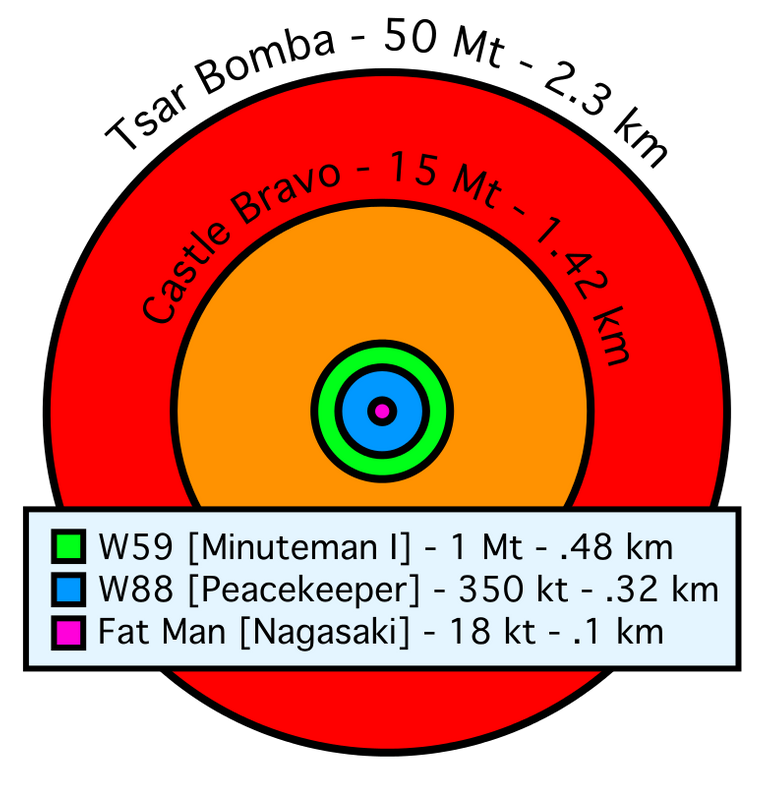 Tsar Bomba - 50 Mt - 2.3 km
Castle Bravo - 15 Mt - 1.42 km
W59 [Minuteman I] - 1 Mt - .48 km
W88 [Peacekeeper] - 350 kt - .32 km
Fat Man [Nagasaki] - 18 kt - .1 km